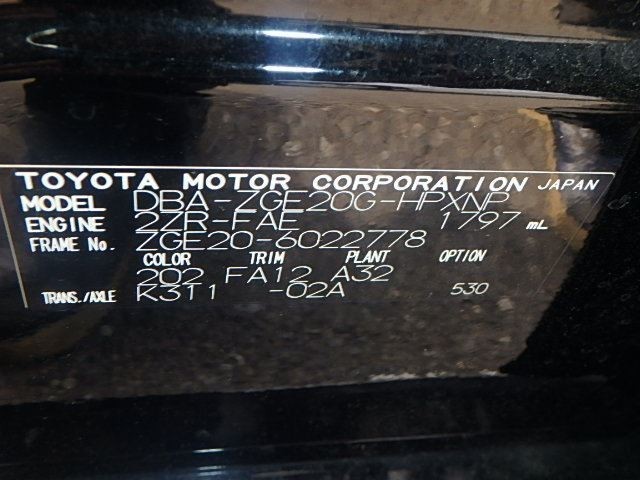 TOYOTA MOTOR CORPORATION JAPAN
MODEL DBA-ZGE20G-HPXNP
ENGINE 2ZR-FAE 1797 mL
FRAME No. ZGE20-6022778
COLOR TRIM PLANT OPTION
202 FA12 A32
TRANS./AXLE K311 -02A 530